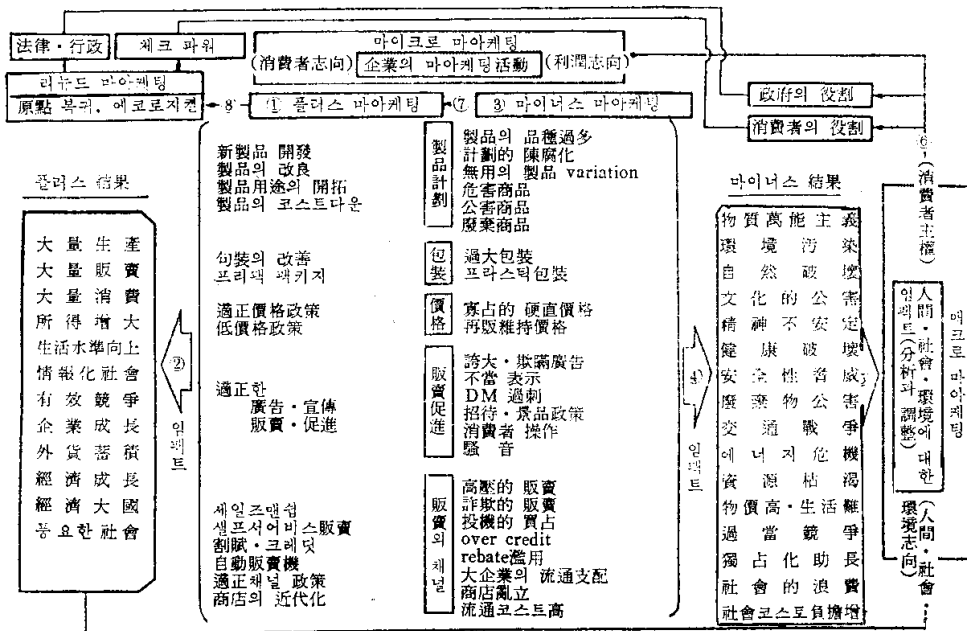 法律・行政
체크 파워
마이크로 마아케팅
(消費者志向) 企業의 마아케팅活動 (利潤志向)
리뉴드 마아케팅
原點 복귀, 에코로지컬
8
① 플러스 마아케팅
⑦
③ 마이너스 마아케팅
政府의 役割
消費者의 役割
플러스 結果
大量生產
大量販賣
大量消費
所得增大
生活水準向上
情報化社會
有效競爭
企業成長
外貨蓄積
經濟成長
經濟大國
풍요한社會
②
임팩트
新製品 開發
製品의 改良
製品用途의 開拓
製品의 코스트다운
包裝의 改善
프리팩 팩키지
適正價格政策
低價格政策
適正한
廣告・宣傳
販賣・促進
세일즈맨쉽
셀프서어비스販賣
割賦・크레딧
自動販賣機
適正채널 政策
商店의 近代化
製品計劃
包裝
價格
販賣促進
販賣의 채널
製品의 品種過多
計劃的 陳腐化
無用의 製品 variation
危害商品
公害商品
廢棄商品
過大包裝
프라스틱包裝
寡占的 硬直價格
再販維持價格
誇大・欺瞞廣告
不當 表示
DM 過刺
招待・景品政策
消費者 操作
騷音
高壓的 販賣
詐欺的 販賣
投機的 買占
over credit
rebate濫用
大企業의 流通支配
商店亂立
流通코스트高
임팩트
마이너스 結果
物質萬能主義
環境汚染
自然破壞
文化的公害
精神不安定
健康破壞
安全性脅威
廢棄物公害
交通戰爭
에너지危機
資源枯渴
物價高・生活難
過當競爭
獨占化助長
社會的浪費
社會코스트負擔增
⑥
(消費者主權)
人間・社會・環境에 대한
임팩트(分析과 調整)
(人間・社會・
環境志向)
매크로 마아케팅